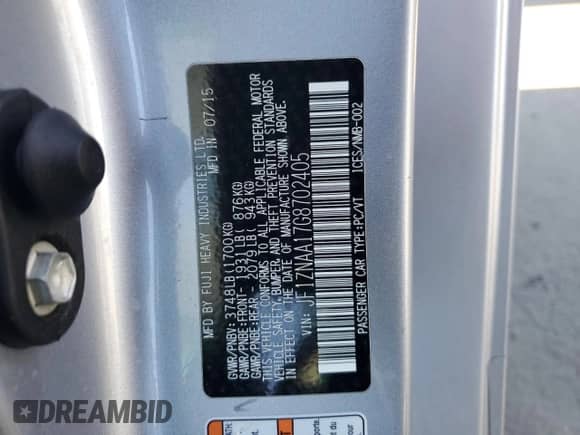 MFD BY FUJI HEAVY INDUSTRIES LTD. MFD IN 07/15
GVWR/PNBV: 3748LB(1700KG)
GAWR/PNBE:FRONT- 1931LB( 876KG)
GAWR/PNBE:REAR- 2079LB( 943KG)
THIS VEHICLE CONFORMS TO ALL APPLICABLE FEDERAL MOTOR
VEHICLE SAFETY,BUMPER,AND THEFT PREVENTION STANDARDS
IN EFFECT ON THE DATE OF MANUFACTURE SHOWN ABOVE.
VIN: JF1ZNAA17G8702405
1CES/NMB-002
PASSENGER CAR TYPE:PC/VT
DREAMBID